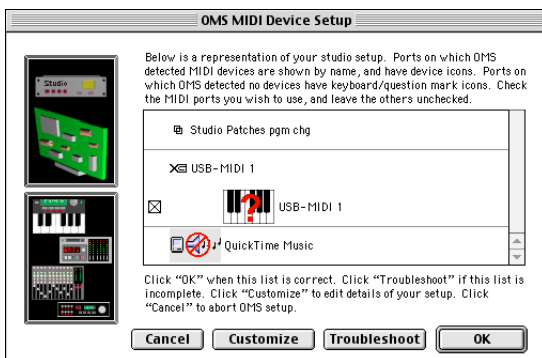 OMS MIDI Device Setup
Below is a representation of your studio setup. Ports on which OMS
detected MIDI devices are shown by name, and have device icons. Ports on
which OMS detected no devices have keyboard/question mark icons. Check
the MIDI ports you wish to use, and leave the others unchecked.
Studio
Studio Patches pgm chg
USB-MIDI 1
?
USB-MIDI 1
QuickTime Music
Click “OK” when this list is correct. Click “Troubleshoot” if this list is
incomplete. Click “Customize” to edit details of your setup. Click
“Cancel” to abort OMS setup.
Cancel Customize Troubleshoot OK